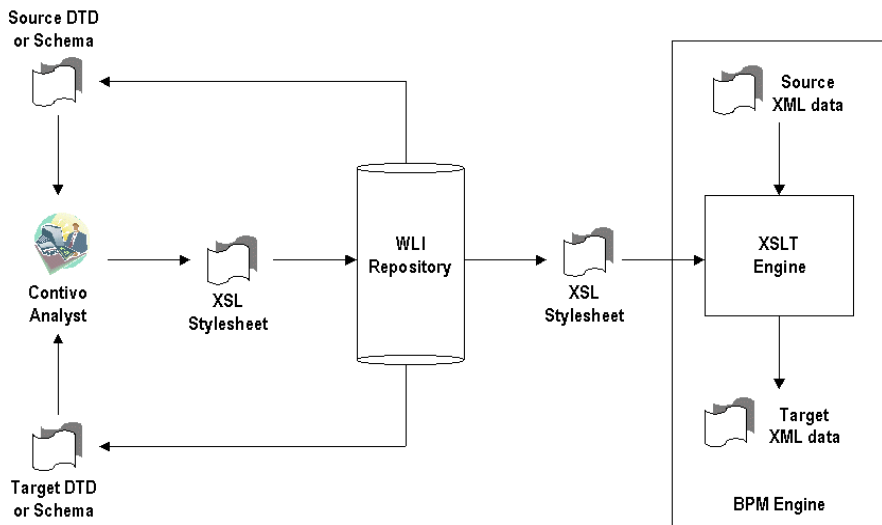 Source DTD
or Schema
Source
XML data
Contivo
Analyst
XSL
Stylesheet
WLI
Repository
XSL
Stylesheet
XSLT
Engine
Target
XML data
Target DTD
or Schema
BPM Engine